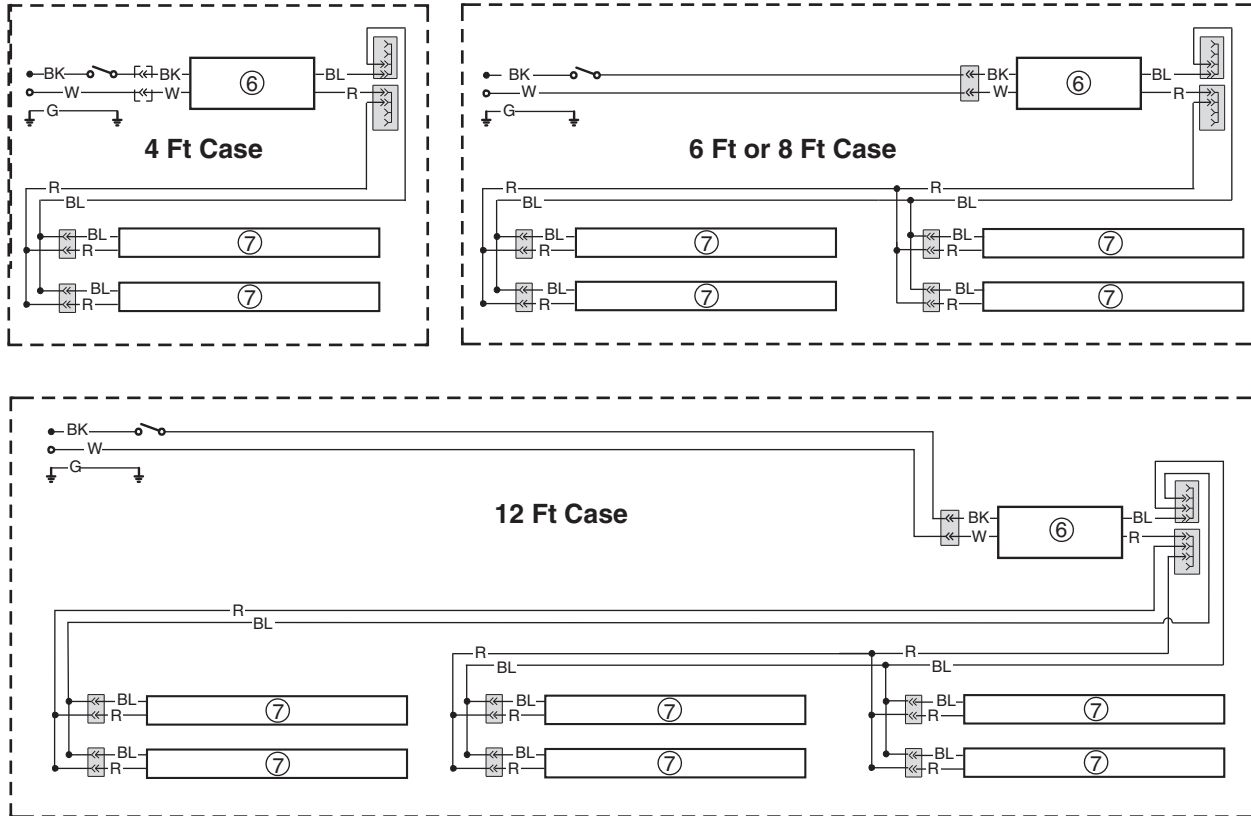 BK BK 6 BL
W W R
G
4 Ft Case
R
BL
BL 7
R
BL 7
R
BK BK 6 BL
W W R
G
6 Ft or 8 Ft Case
R R
BL BL
BL 7 BL 7
R R
BL 7 BL 7
R R
BK
W
G
12 Ft Case
BK 6 BL
W R
R
BL
R R
BL BL
BL 7 BL 7 BL 7
R R R
BL 7 BL 7 BL 7
R R R